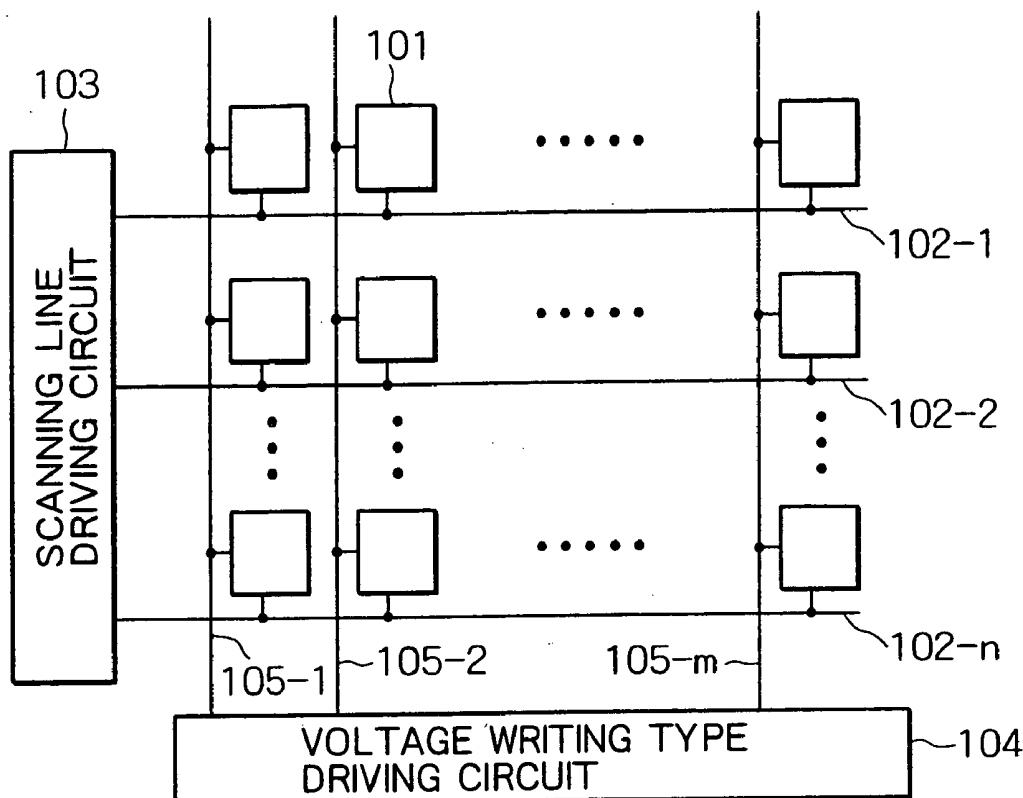 101
103
102-1
SCANNING LINE
DRIVING CIRCUIT
102-2
102-n
105-1
105-2
105-m
VOLTAGE WRITING TYPE
DRIVING CIRCUIT
104